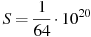 S = 1/64 · 10^20